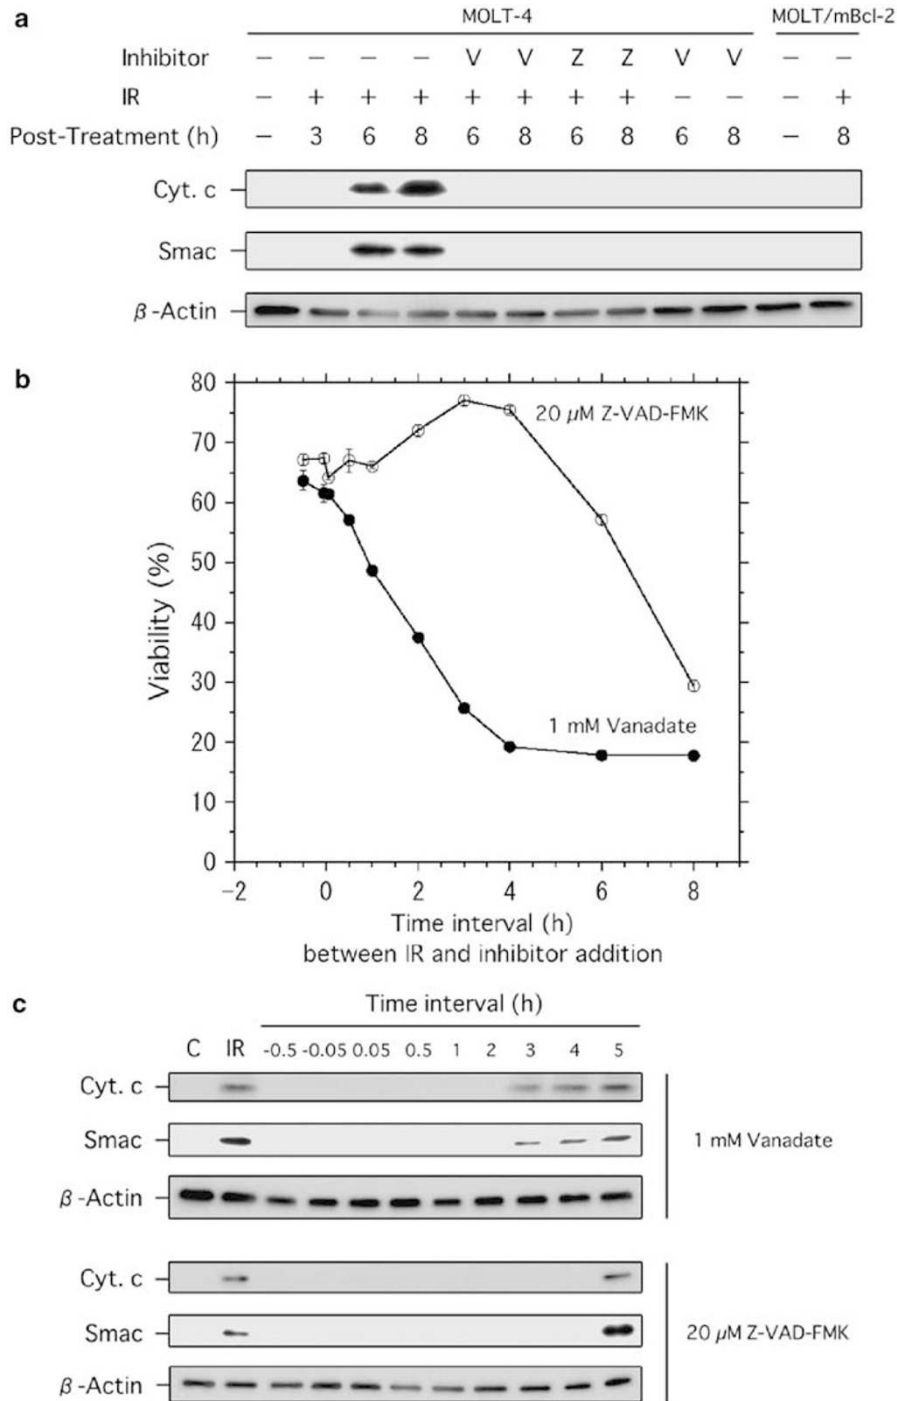 a
MOLT-4 MOLT/mBcl-2
Inhibitor − − − − V V Z Z V V − −
IR − + + + + + + + − − − +
Post-Treatment (h) − 3 6 8 6 8 6 8 6 8 − 8
Cyt. c
Smac
β-Actin
b
80
70
60
50
40
30
20
10
0
Viability (%)
20 μM Z-VAD-FMK
1 mM Vanadate
−2 0 2 4 6 8
Time interval (h)
between IR and inhibitor addition
c
Time interval (h)
C IR -0.5 -0.05 0.05 0.5 1 2 3 4 5
Cyt. c
Smac
β-Actin
1 mM Vanadate
Cyt. c
Smac
β-Actin
20 μM Z-VAD-FMK